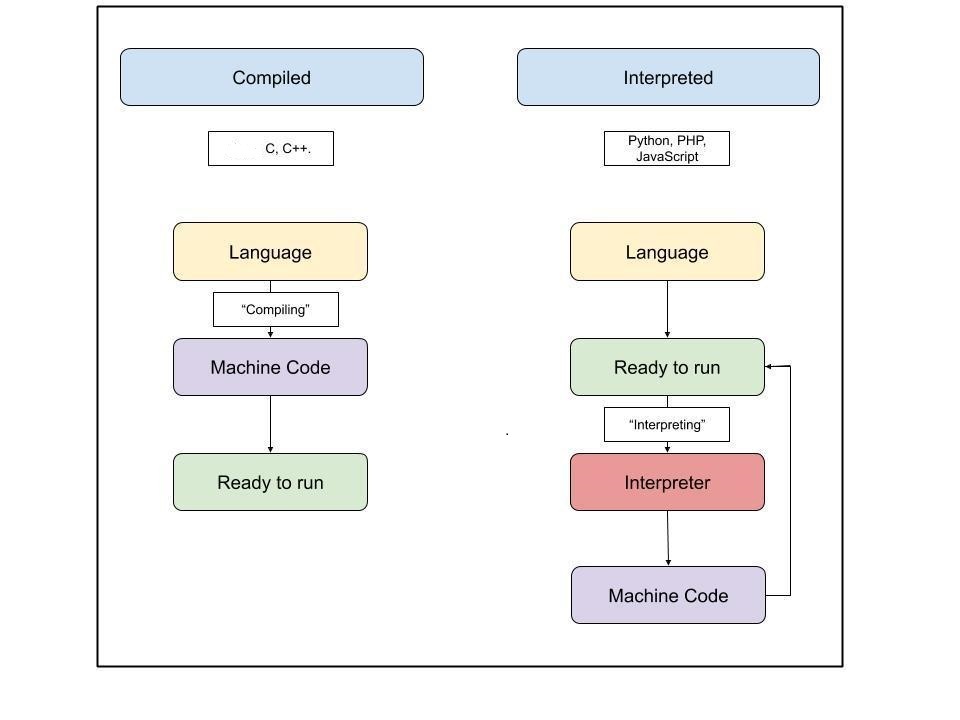 Compiled
C, C++.
Language
“Compiling”
Machine Code
Ready to run
Interpreted
Python, PHP,
JavaScript
Language
Ready to run
“Interpreting”
Interpreter
Machine Code